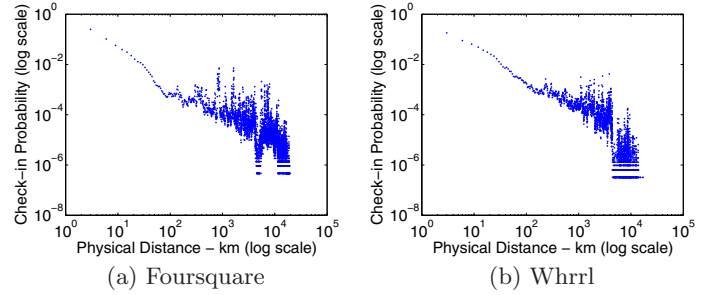 Check−in Probability (log scale)
10^0
10^−2
10^−4
10^−6
10^−8
10^0 10^1 10^2 10^3 10^4 10^5
Physical Distance − km (log scale)
(a) Foursquare
Check−in Probability (log scale)
10^0
10^−2
10^−4
10^−6
10^−8
10^0 10^1 10^2 10^3 10^4 10^5
Physical Distance − km (log scale)
(b) Whrrl